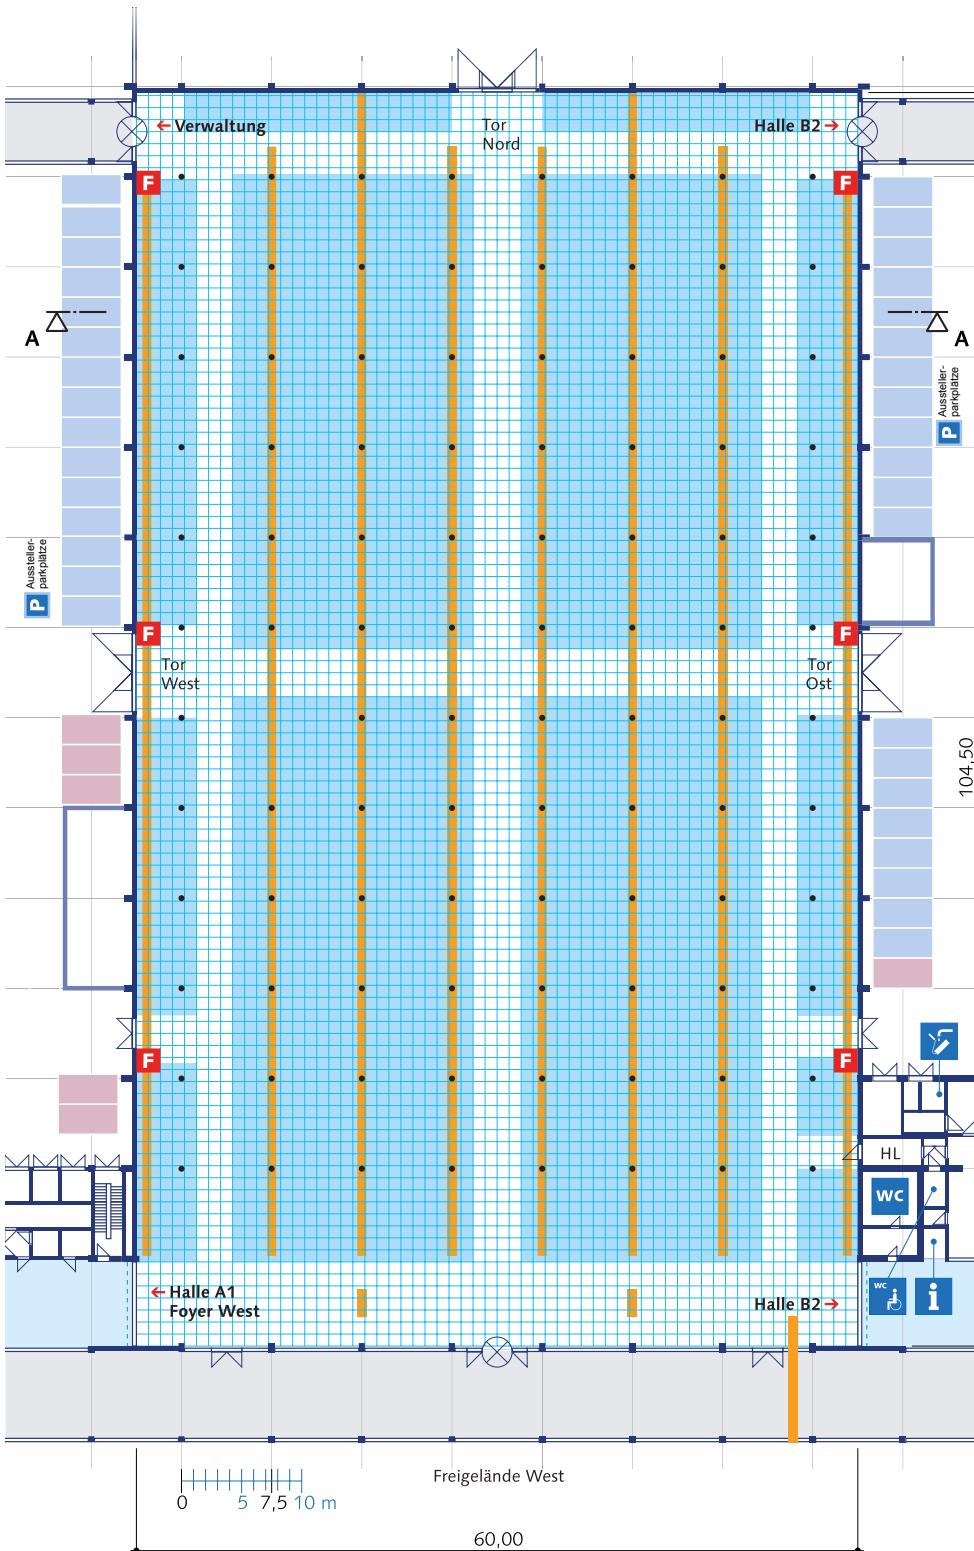 Verwaltung
Tor
Nord
Halle B2
F
F
A
A
Aussteller-
parkplätze
P
Aussteller-
parkplätze
P
F
F
Tor
West
Tor
Ost
104,50
F
F
HL
WC
WC
i
Halle A1
Foyer West
Halle B2
Freigelände West
0 5 7,5 10 m
60,00